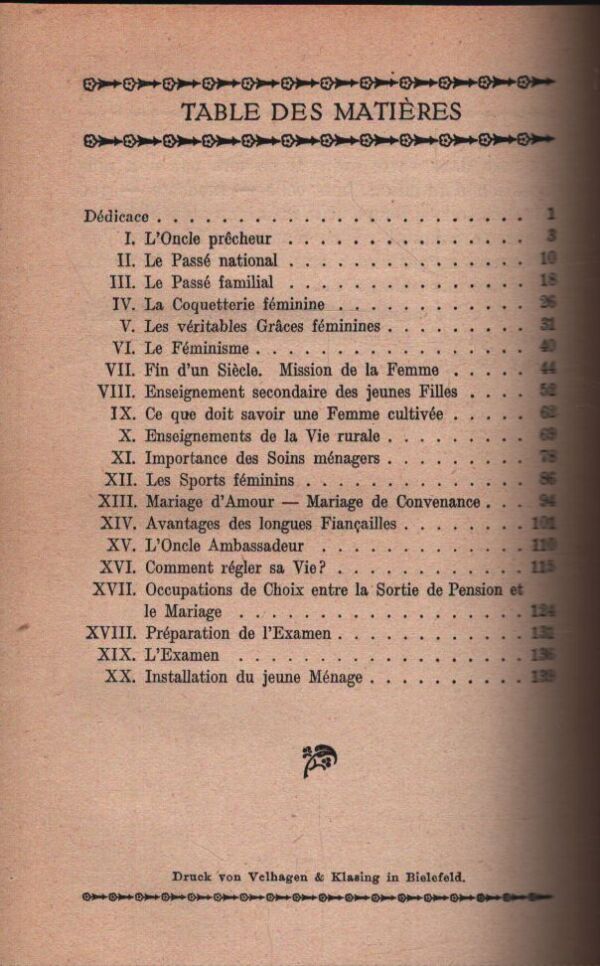 TABLE DES MATIÈRES
Dédicace . . . . . . . . . . . . . . . . . . . . . . . 1
I. L'Oncle prêcheur . . . . . . . . . . . . . . 3
II. Le Passé national . . . . . . . . . . . . . . 10
III. Le Passé familial . . . . . . . . . . . . . . 18
IV. La Coquetterie féminine . . . . . . . . . . . 26
V. Les véritables Grâces féminines . . . . . . . . 31
VI. Le Féminisme . . . . . . . . . . . . . . . . 40
VII. Fin d'un Siècle. Mission de la Femme . . . . . 44
VIII. Enseignement secondaire des jeunes Filles . . . . 52
IX. Ce que doit savoir une Femme cultivée . . . . . 62
X. Enseignements de la Vie rurale . . . . . . . . 69
XI. Importance des Soins ménagers . . . . . . . . 78
XII. Les Sports féminins . . . . . . . . . . . . . 86
XIII. Mariage d'Amour — Mariage de Convenance . . . 94
XIV. Avantages des longues Fiançailles . . . . . . . 101
XV. L'Oncle Ambassadeur . . . . . . . . . . . . 110
XVI. Comment régler sa Vie? . . . . . . . . . . . 115
XVII. Occupations de Choix entre la Sortie de Pension et
le Mariage . . . . . . . . . . . . . . . . 124
XVIII. Préparation de l'Examen . . . . . . . . . . . 132
XIX. L'Examen . . . . . . . . . . . . . . . . 136
XX. Installation du jeune Ménage . . . . . . . . . 139
Druck von Velhagen & Klasing in Bielefeld.